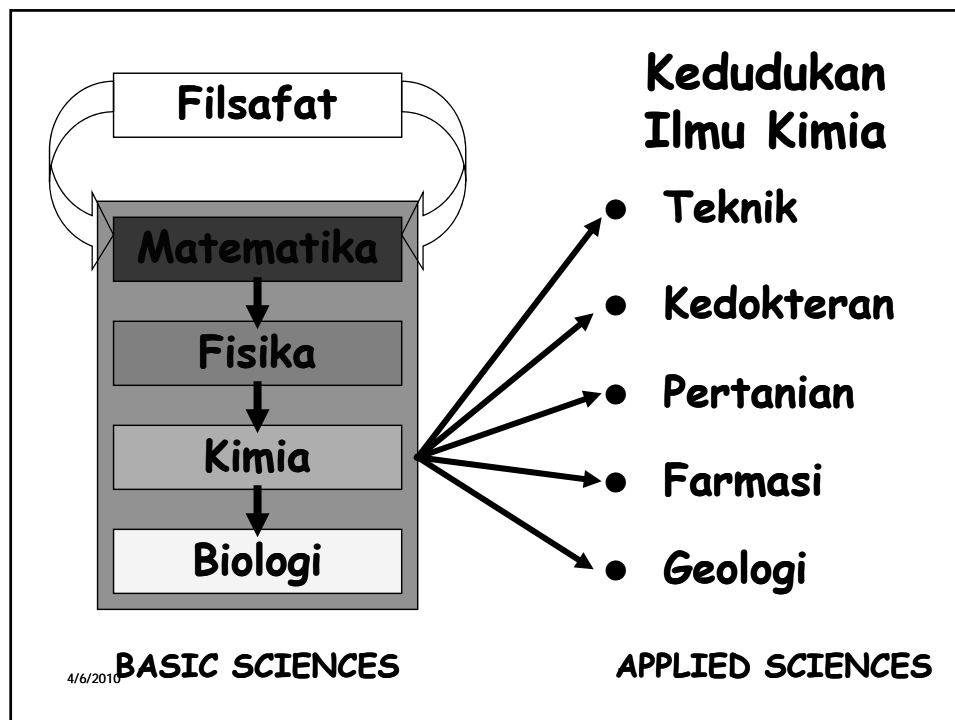 Kedudukan
Ilmu Kimia
Filsafat
Matematika
Fisika
Kimia
Biologi
• Teknik
• Kedokteran
• Pertanian
• Farmasi
• Geologi
BASIC SCIENCES
APPLIED SCIENCES
4/6/2010